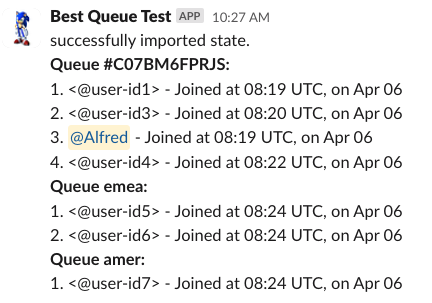 Best Queue Test APP 10:27 AM
successfully imported state.
Queue #C07BM6FPRJS:
1. <@user-id1> - Joined at 08:19 UTC, on Apr 06
2. <@user-id3> - Joined at 08:20 UTC, on Apr 06
3. @Alfred - Joined at 08:19 UTC, on Apr 06
4. <@user-id4> - Joined at 08:22 UTC, on Apr 06
Queue emea:
1. <@user-id5> - Joined at 08:24 UTC, on Apr 06
2. <@user-id6> - Joined at 08:24 UTC, on Apr 06
Queue amer:
1. <@user-id7> - Joined at 08:24 UTC, on Apr 06